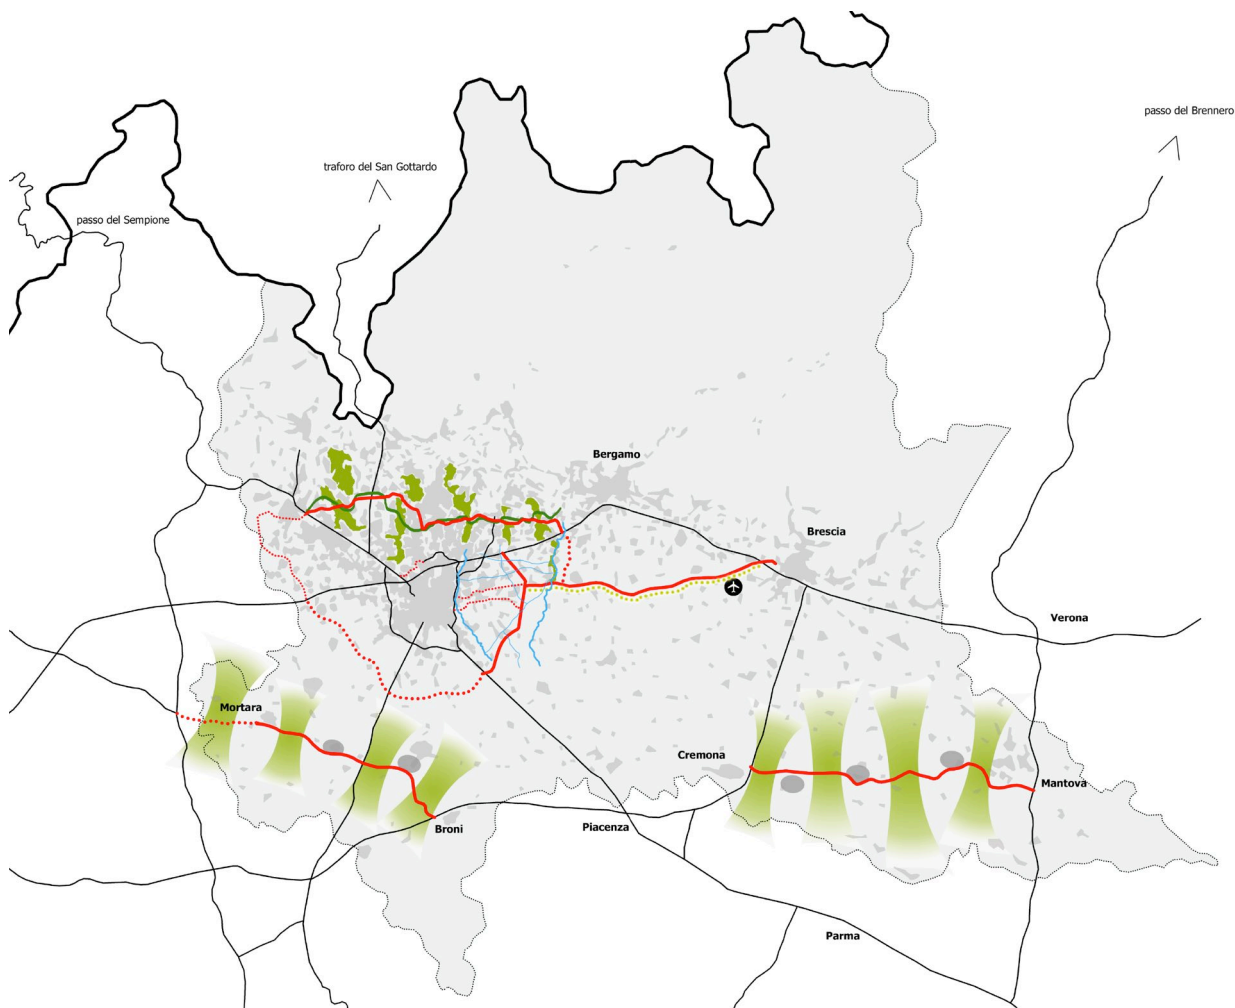 passo del Brennero
traforo del San Gottardo
passo del Sempione
Bergamo
Brescia
Verona
Mortara
Cremona
Mantova
Broni
Piacenza
Parma